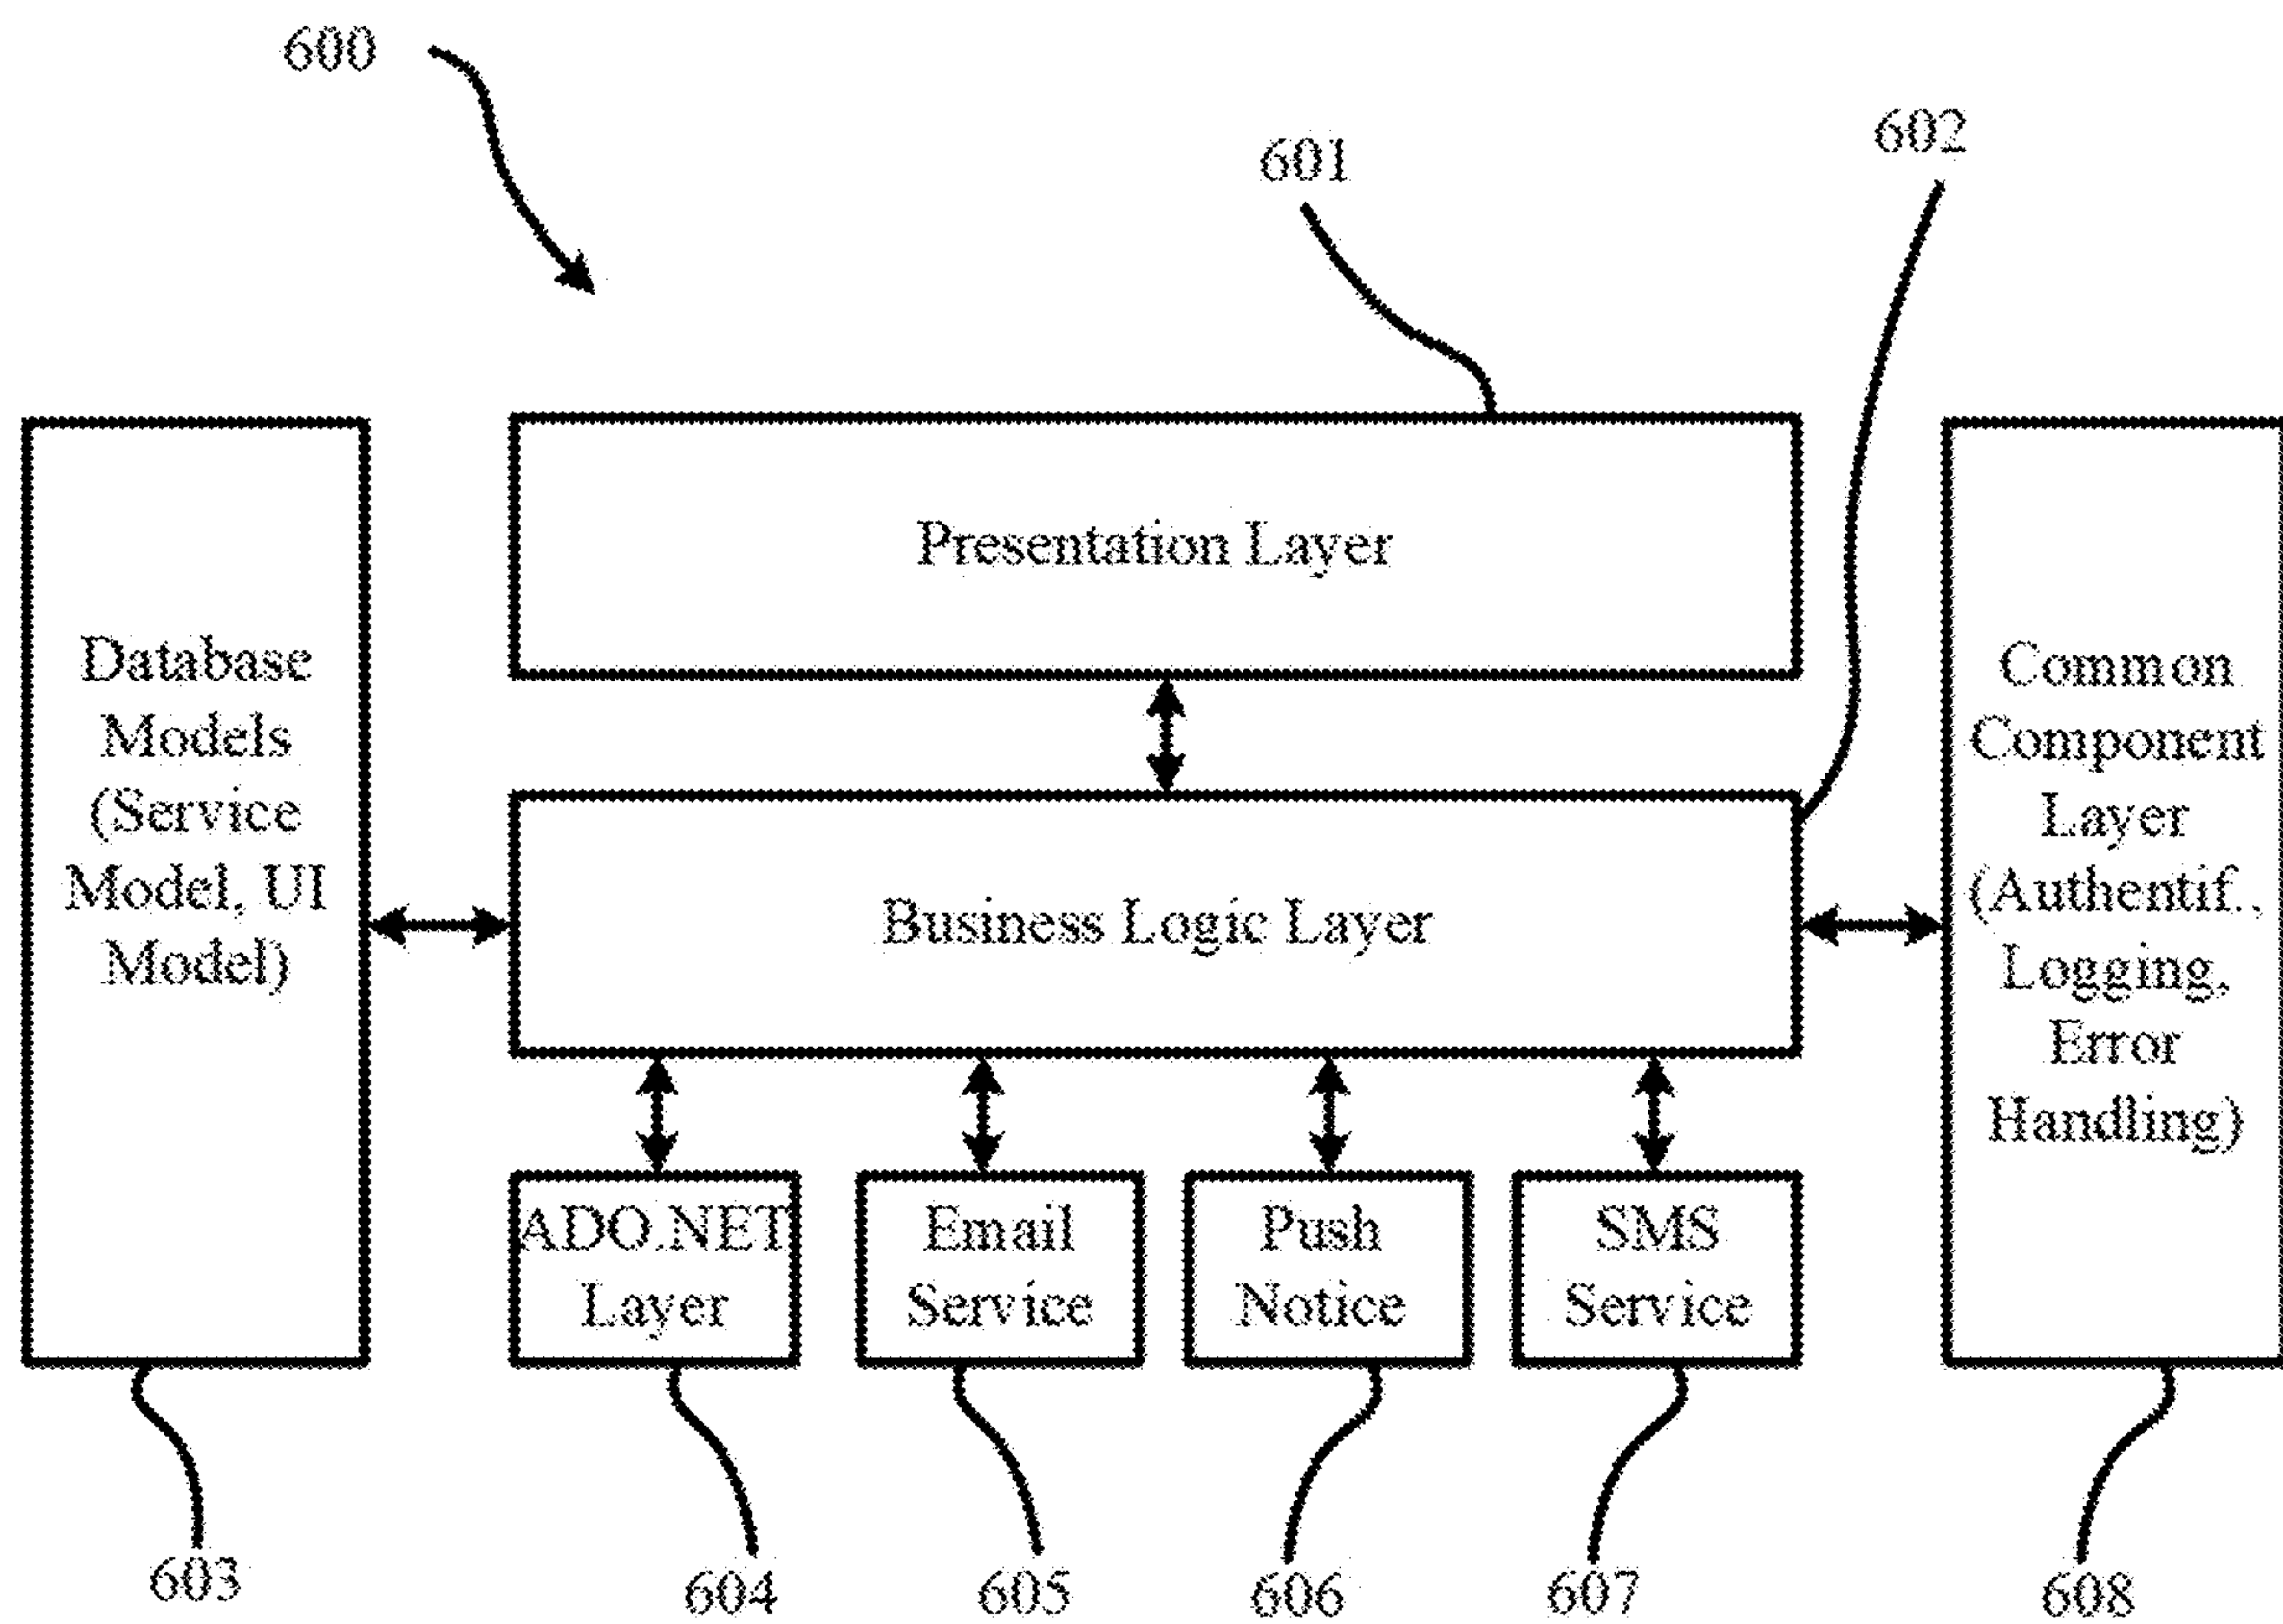 600
601
602
Presentation Layer
Database
Models
(Service
Model, UI
Model)
Business Logic Layer
Common
Component
Layer
(Authentif.,
Logging,
Error
Handling)
ADO.NET
Layer
Email
Service
Push
Notice
SMS
Service
603
604
605
606
607
608